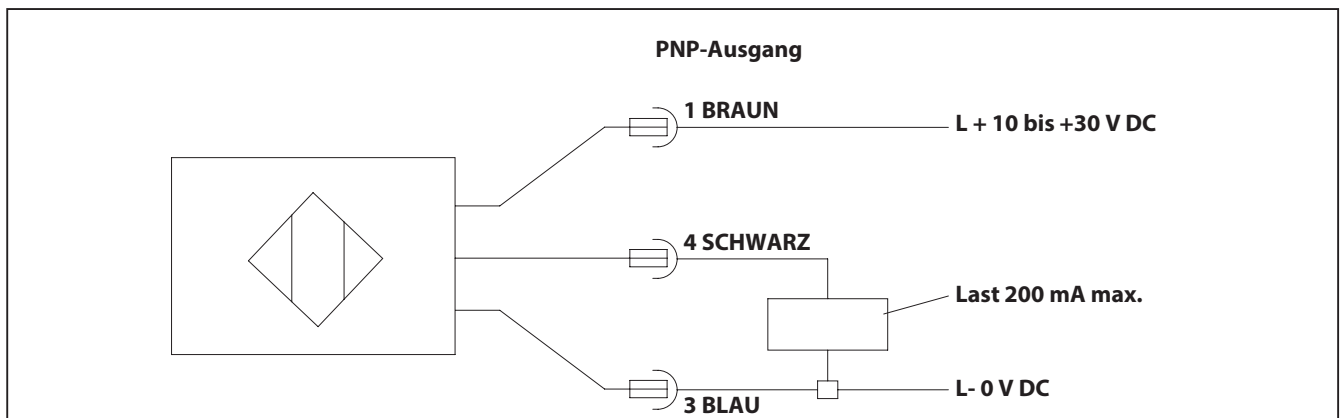 PNP-Ausgang
1 BRAUN
L + 10 bis +30 V DC
4 SCHWARZ
Last 200 mA max.
L- 0 V DC
3 BLAU